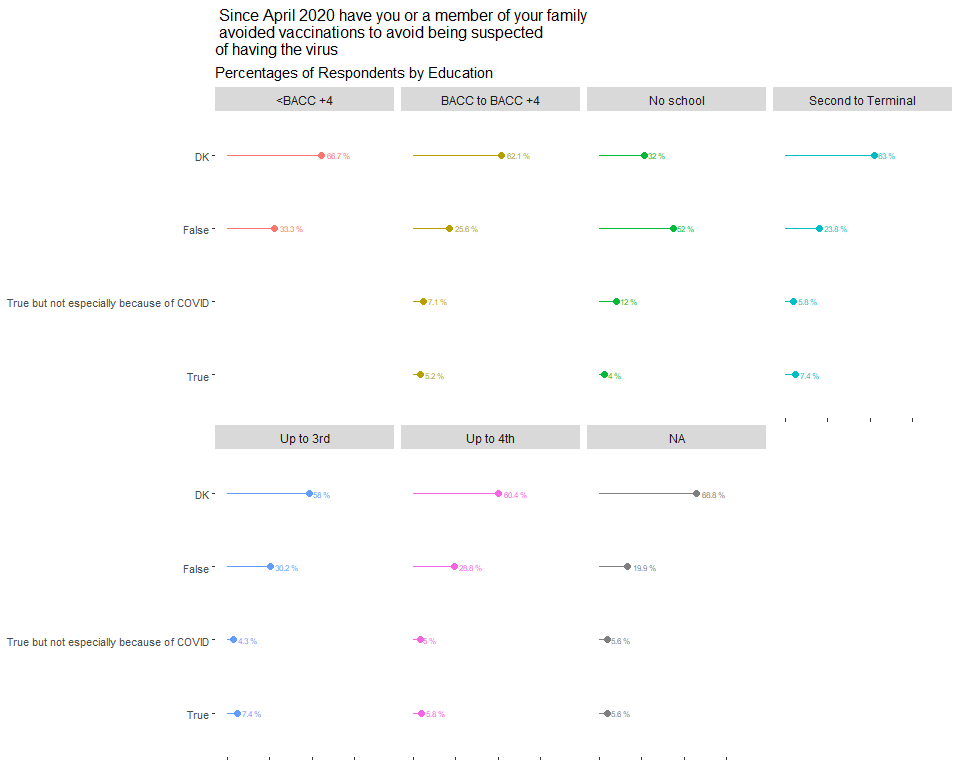 Since April 2020 have you or a member of your family
avoided vaccinations to avoid being suspected
of having the virus
Percentages of Respondents by Education
<BACC +4 BACC to BACC +4 No school Second to Terminal
DK 66.7 % 62.1 % 32 % 63 %
False 33.3 % 25.6 % 52 % 23.8 %
True but not especially because of COVID 7.1 % 12 % 5.8 %
True 5.2 % 4 % 7.4 %
Up to 3rd Up to 4th NA
DK 58 % 60.4 % 68.8 %
False 30.2 % 28.8 % 19.9 %
True but not especially because of COVID 4.3 % 5 % 5.6 %
True 7.4 % 5.8 % 5.6 %